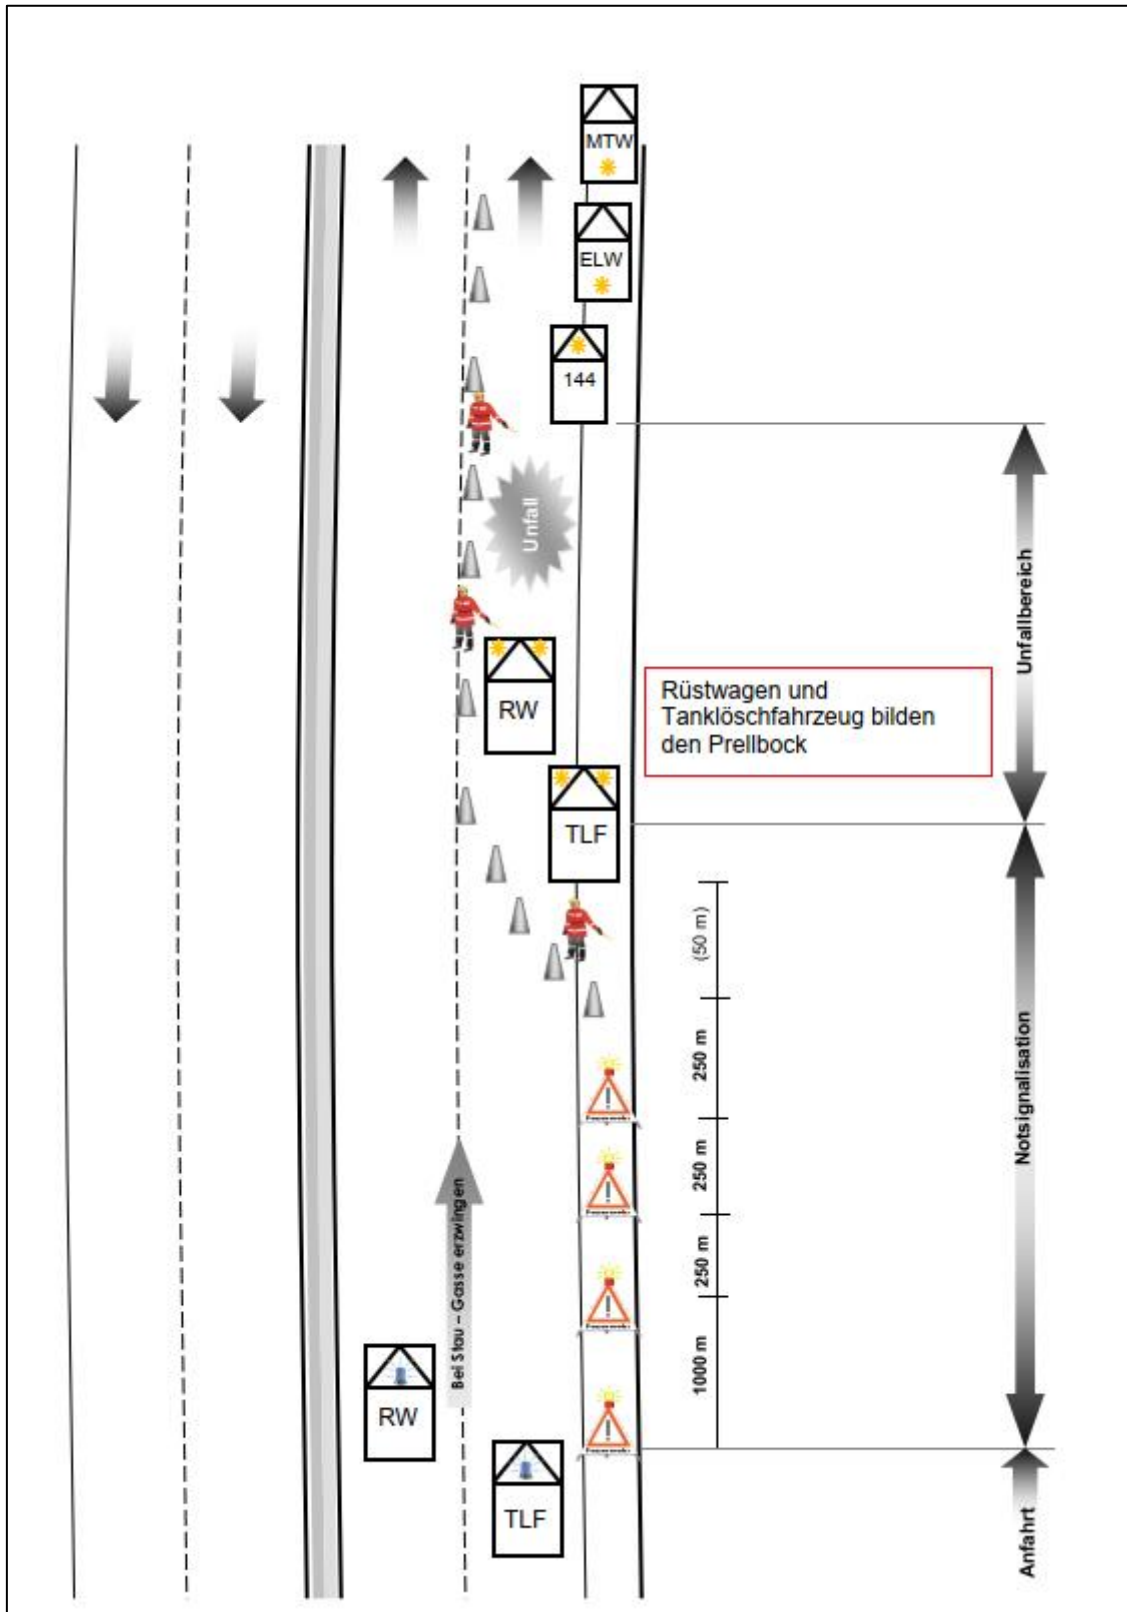 MTW
ELW
144
Unfall
Unfallbereich
RW
Rüstwagen und
Tanklöschfahrzeug bilden
den Prellbock
TLF
(50 m)
250 m
250 m
250 m
1000 m
Notsignalisation
Bei Stau – Gasse erzwingen
RW
TLF
Anfahrt